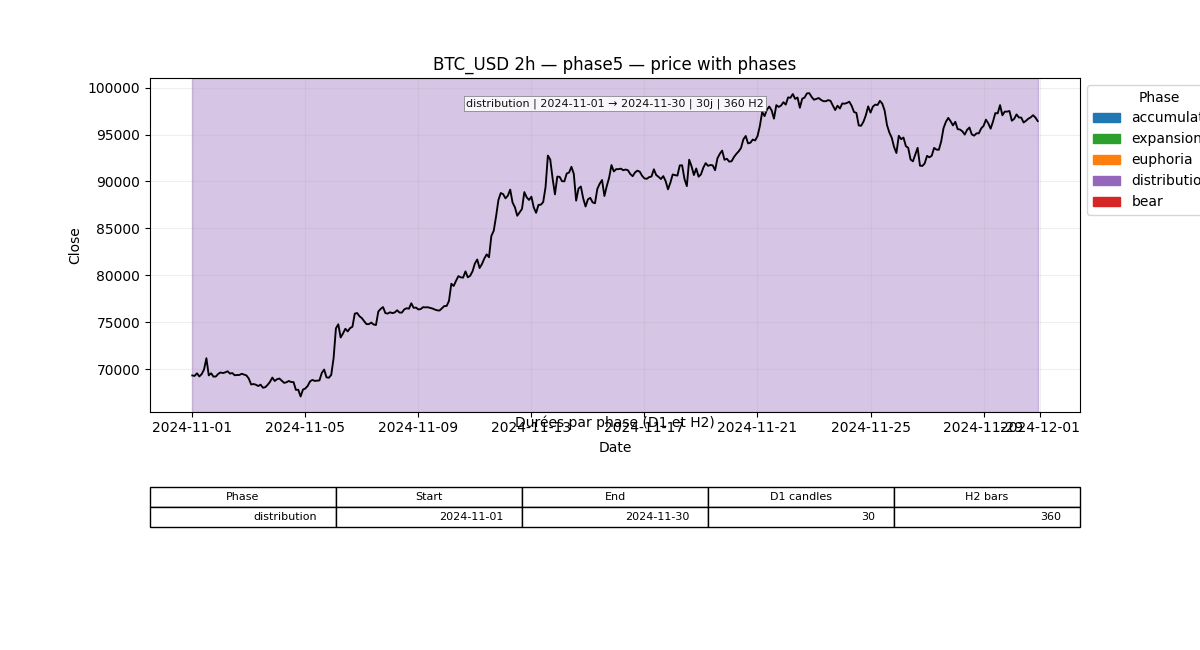 BTC_USD 2h — phase5 — price with phases
distribution | 2024-11-01 → 2024-11-30 | 30j | 360 H2
Close
100000
95000
90000
85000
80000
75000
70000
Phase
accumulat
expansion
euphoria
distributio
bear
2024-11-01 2024-11-05 2024-11-09 2024-11-13 2024-11-17 2024-11-21 2024-11-25 2024-11-29 2024-12-01
Durées par phase (D1 et H2)
Date
Phase Start End D1 candles H2 bars
distribution 2024-11-01 2024-11-30 30 360